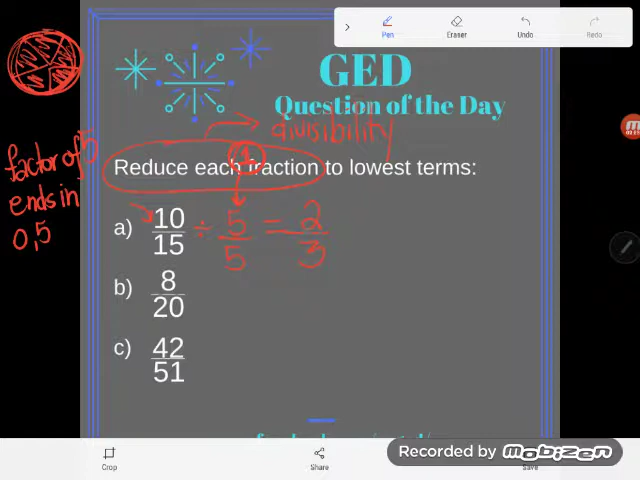 Pen
Eraser
Undo
Redo
GED
Question of the Day
divisibility
factor of 5
ends in
0,5
1
Reduce each fraction to lowest terms:
a) 10/15 ÷ 5/5 = 2/3
b) 8/20
c) 42/51
Crop
Share
Save
Recorded by Mobizen